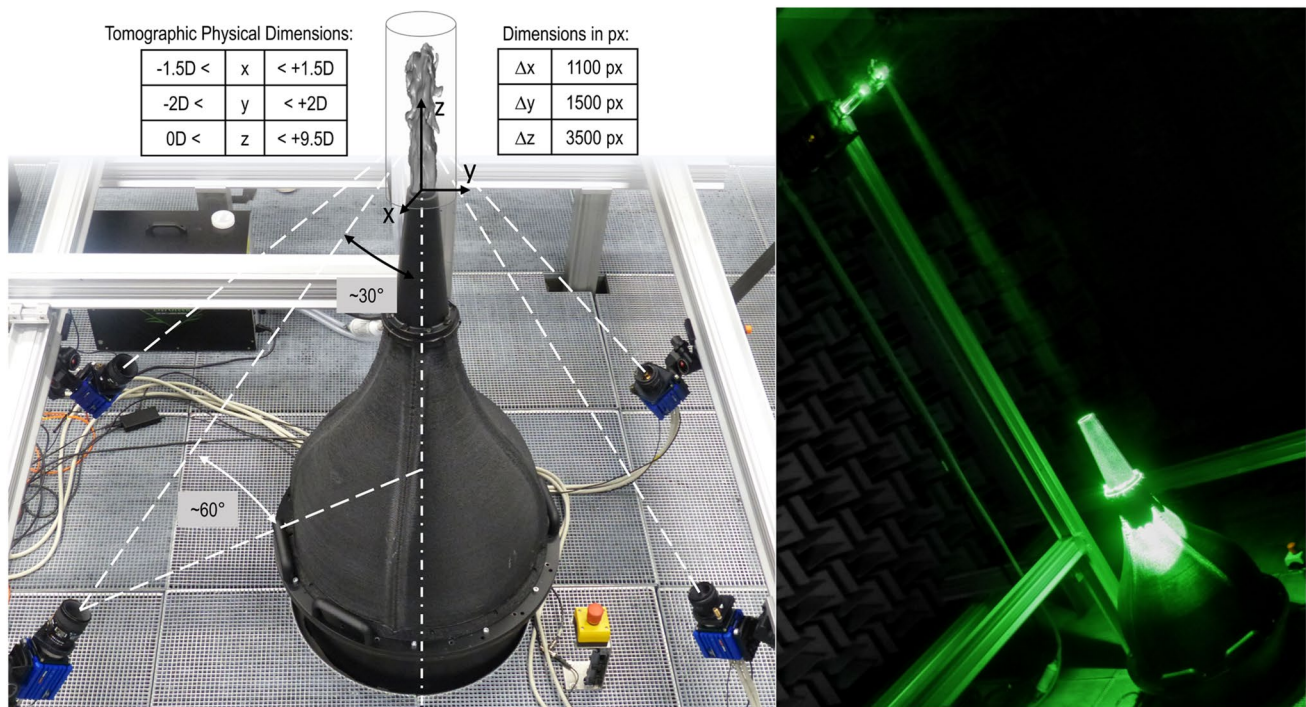 Tomographic Physical Dimensions:
-1.5D < x < +1.5D
-2D < y < +2D
0D < z < +9.5D
Dimensions in px:
Δx 1100 px
Δy 1500 px
Δz 3500 px
z
y
x
~30°
~60°